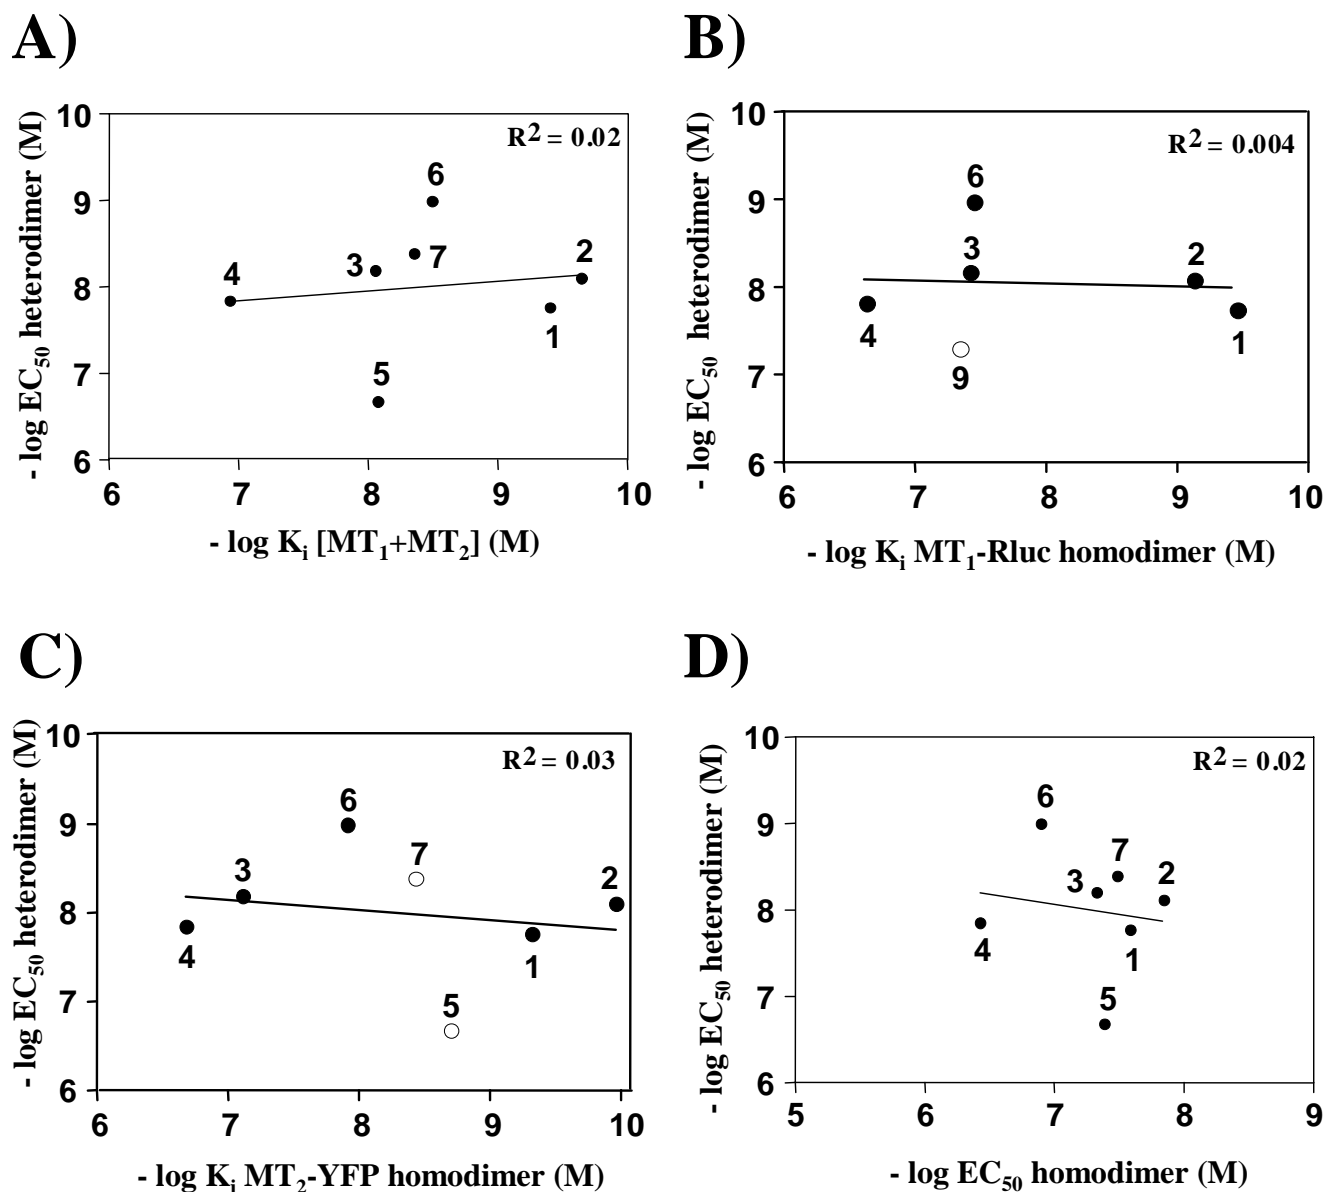 A)
- log EC50 heterodimer (M)
10
9
8
7
6
R2 = 0.02
6
7
3
2
4
1
5
6 7 8 9 10
- log Ki [MT1+MT2] (M)
B)
- log EC50 heterodimer (M)
10
9
8
7
6
R2 = 0.004
6
3
2
4
1
9
6 7 8 9 10
- log Ki MT1-Rluc homodimer (M)
C)
- log EC50 heterodimer (M)
10
9
8
7
6
R2 = 0.03
6
7
3
2
4
1
5
6 7 8 9 10
- log Ki MT2-YFP homodimer (M)
D)
- log EC50 heterodimer (M)
10
9
8
7
6
R2 = 0.02
6
7
3
2
4
1
5
5 6 7 8 9
- log EC50 homodimer (M)